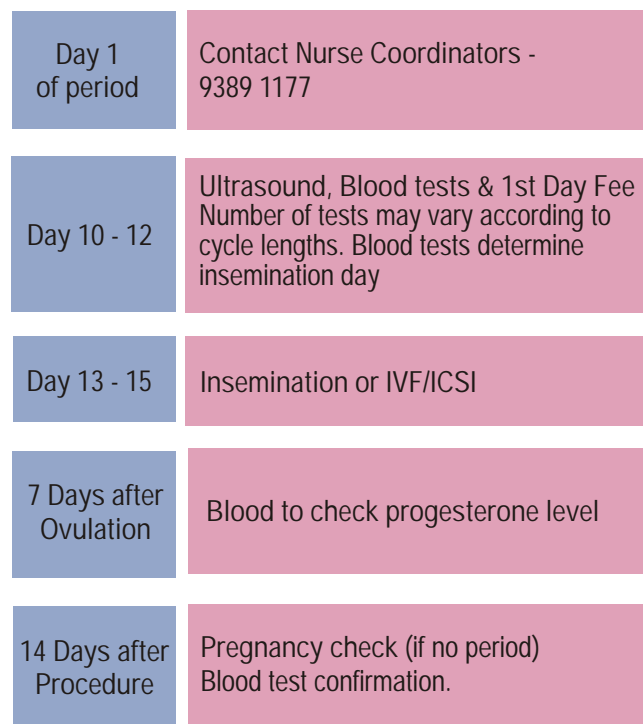 Day 1
of period
Contact Nurse Coordinators -
9389 1177
Day 10 - 12
Ultrasound, Blood tests & 1st Day Fee
Number of tests may vary according to
cycle lengths. Blood tests determine
insemination day
Day 13 - 15
Insemination or IVF/ICSI
7 Days after
Ovulation
Blood to check progesterone level
14 Days after
Procedure
Pregnancy check (if no period)
Blood test confirmation.